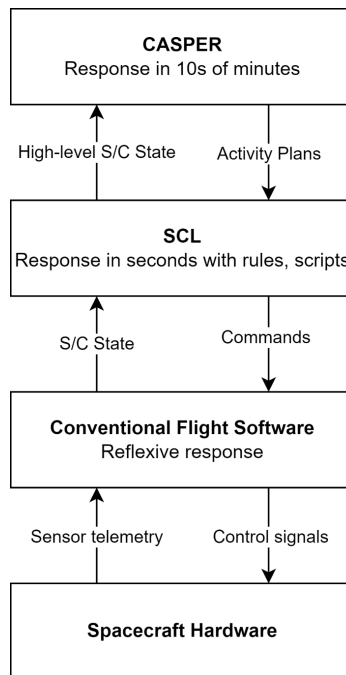 CASPER
Response in 10s of minutes
High-level S/C State
Activity Plans
SCL
Response in seconds with rules, scripts
S/C State
Commands
Conventional Flight Software
Reflexive response
Sensor telemetry
Control signals
Spacecraft Hardware